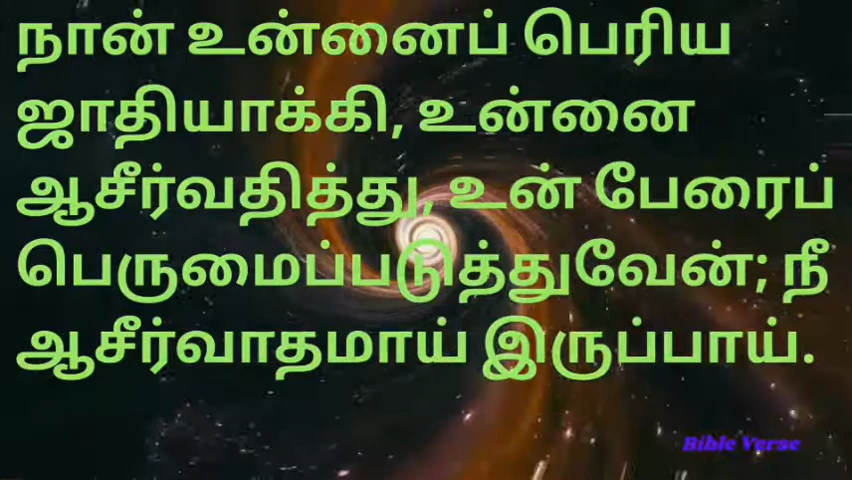 நான் உன்னைப் பெரிய
ஜாதியாக்கி, உன்னை
ஆசீர்வதித்து, உன் பேரைப்
பெருமைப்படுத்துவேன்; நீ
ஆசீர்வாதமாய் இருப்பாய்.
Bible Verse